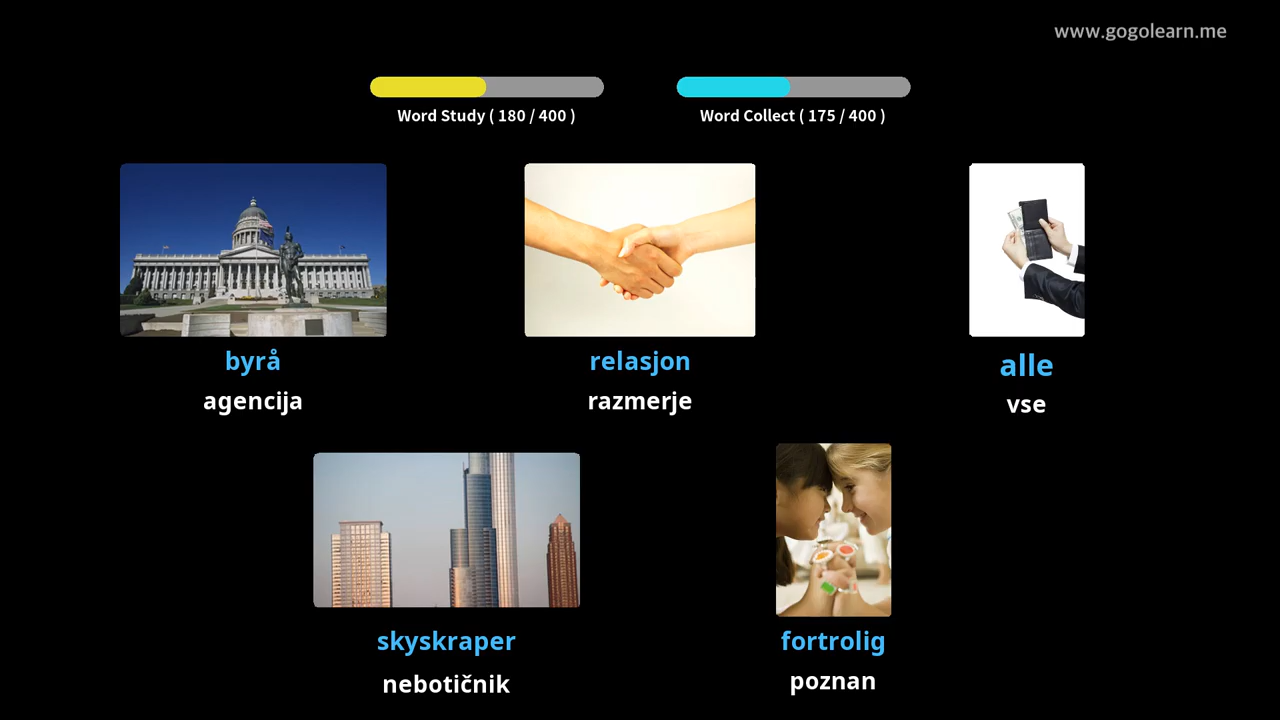 www.gogolearn.me
Word Study ( 180 / 400 )
Word Collect ( 175 / 400 )
byrå
agencija
relasjon
razmerje
alle
vse
skyskraper
nebotičnik
fortrolig
poznan